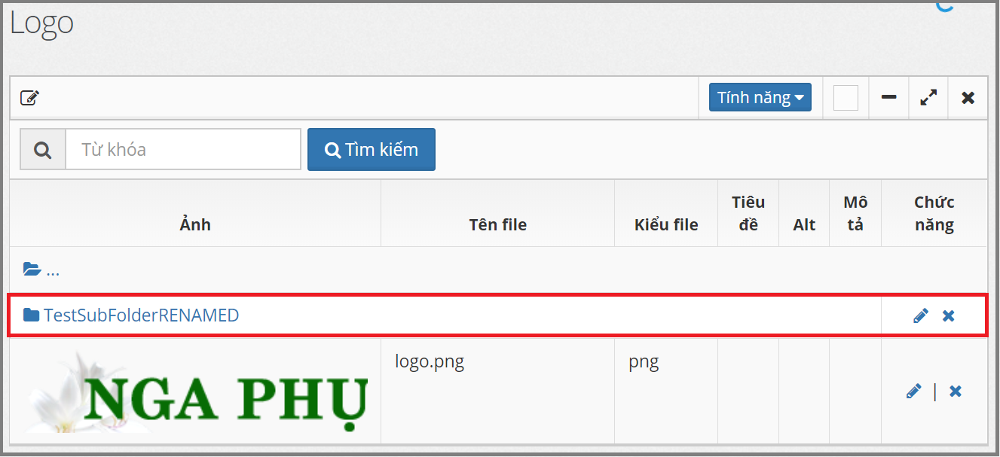 Logo
Tính năng
Từ khóa
Tìm kiếm
Ảnh
Tên file
Kiểu file
Tiêu đề
Alt
Mô tả
Chức năng
...
TestSubFolderRENAMED
NGA PHỤ
logo.png
png
|